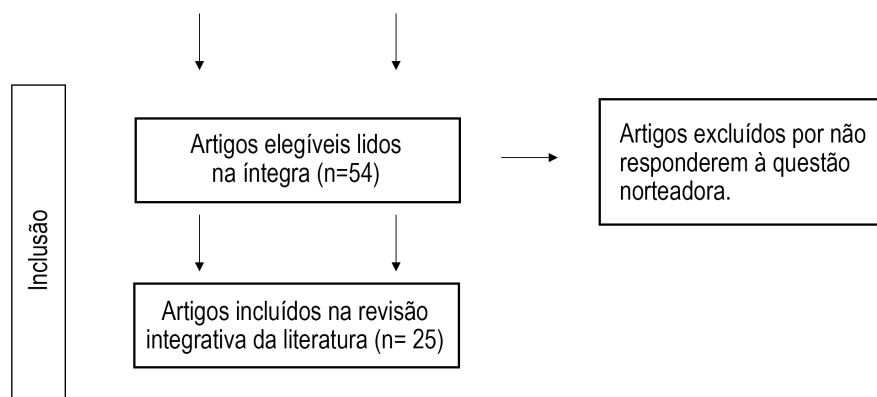 Inclusão
Artigos elegíveis lidos
na íntegra (n=54)
Artigos excluídos por não
responderem à questão
norteadora.
Artigos incluídos na revisão
integrativa da literatura (n= 25)